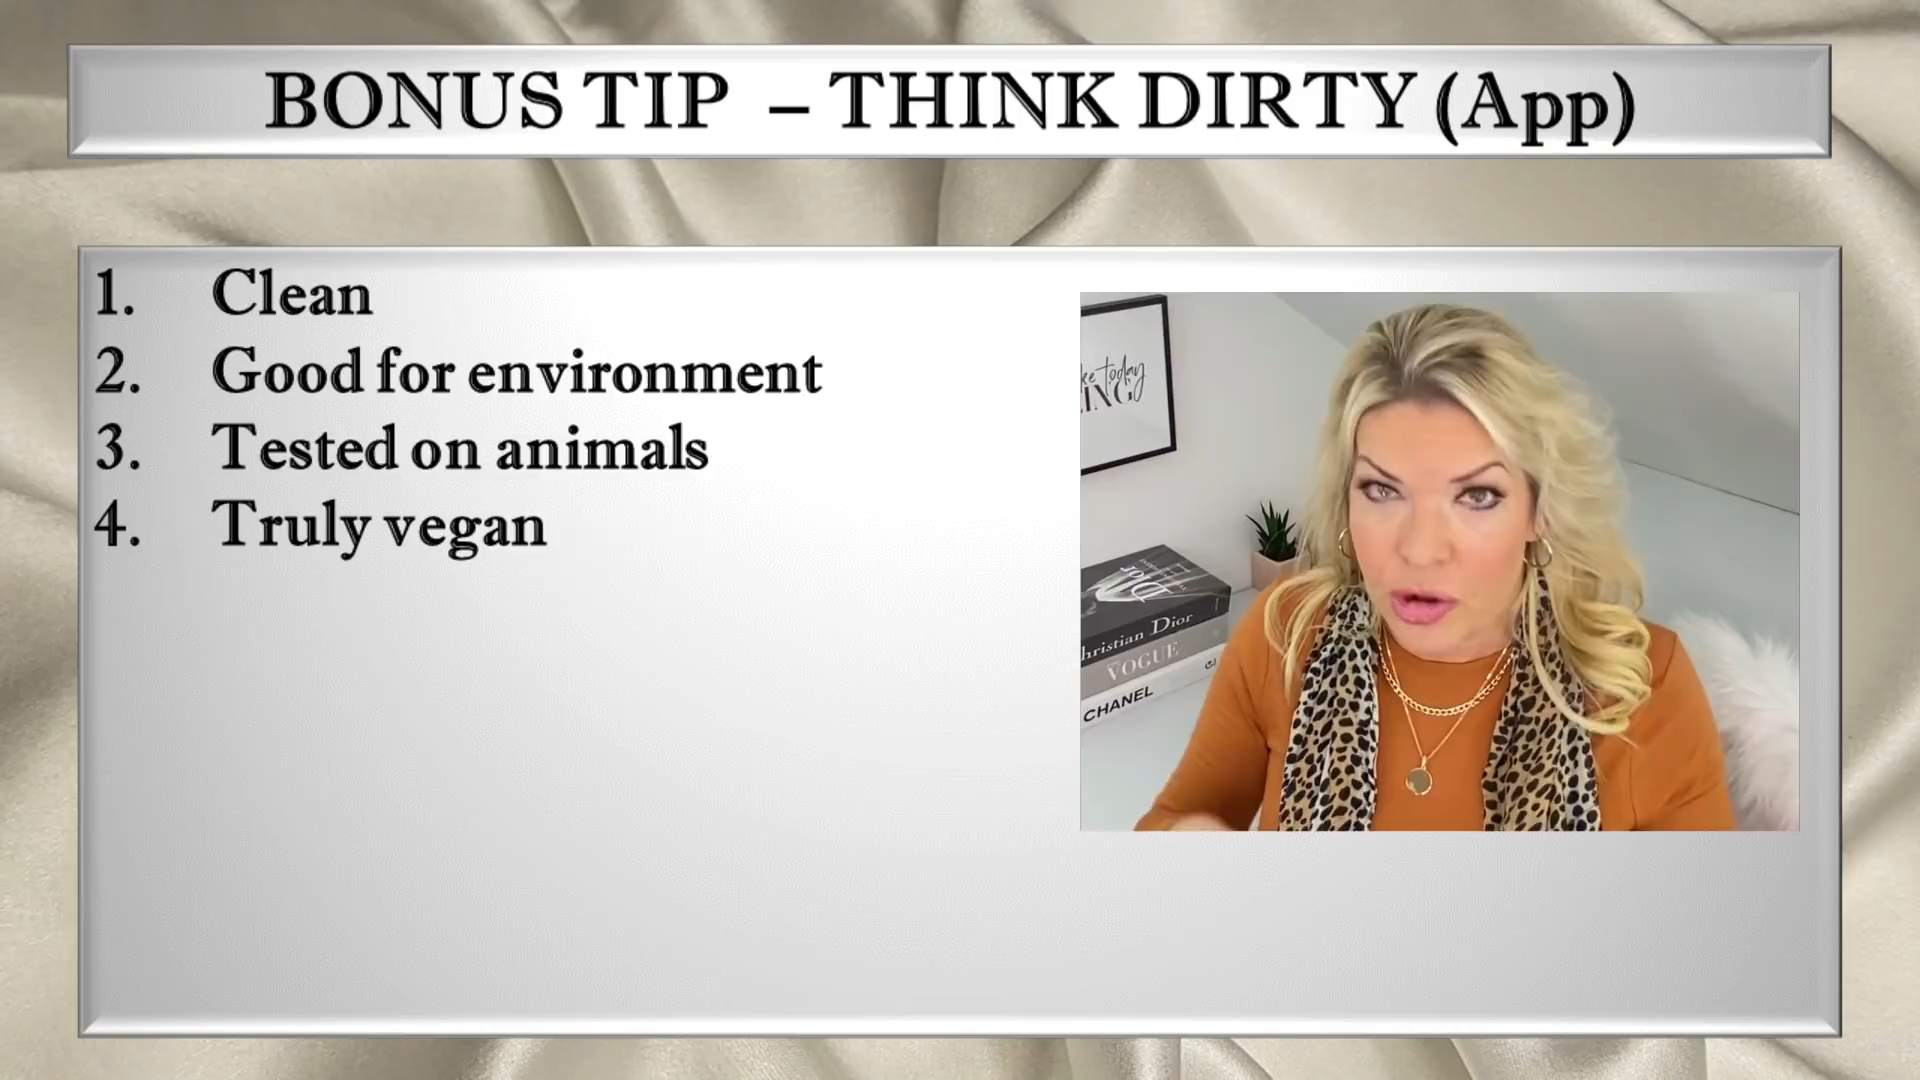 BONUS TIP – THINK DIRTY (App)
1. Clean
2. Good for environment
3. Tested on animals
4. Truly vegan
Dior
Christian Dior
VOGUE
CHANEL